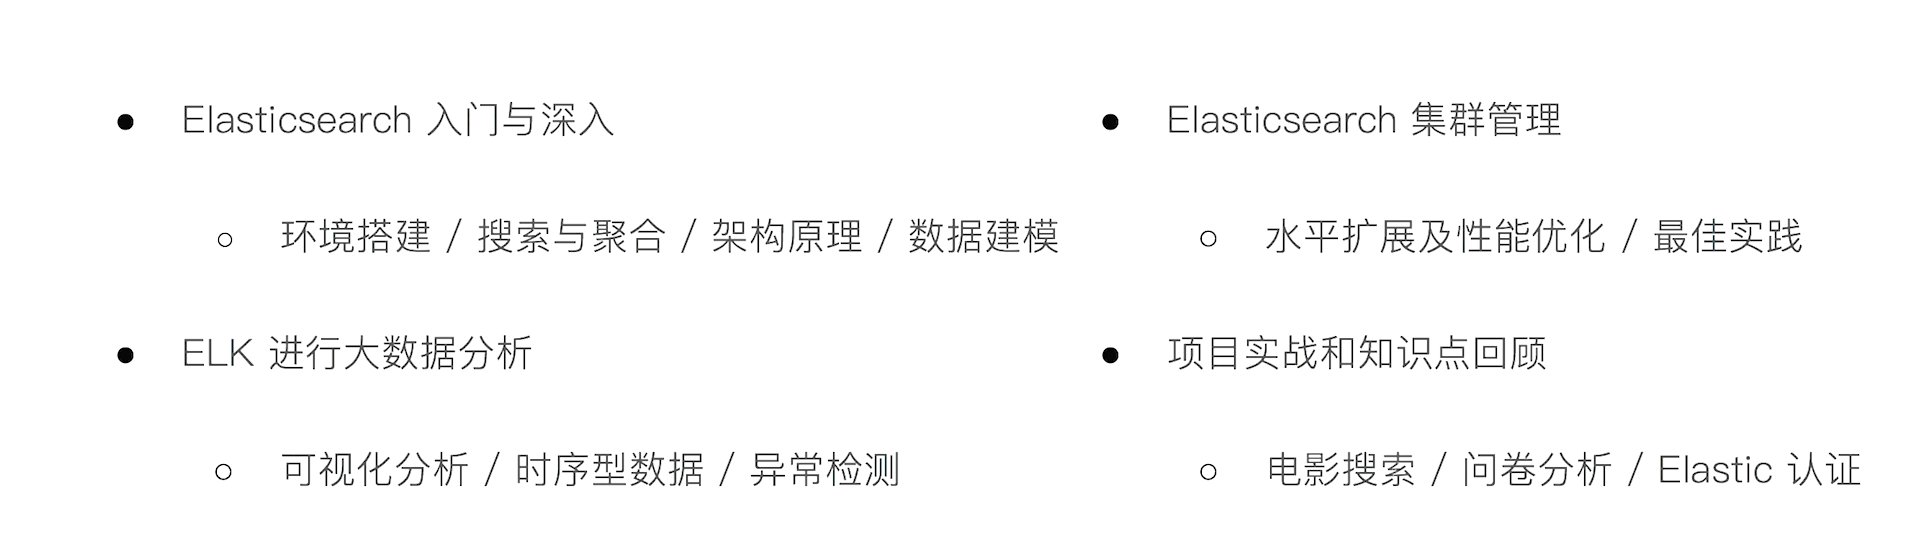 Elasticsearch 入门与深入
环境搭建 / 搜索与聚合 / 架构原理 / 数据建模
ELK 进行大数据分析
可视化分析 / 时序型数据 / 异常检测
Elasticsearch 集群管理
水平扩展及性能优化 / 最佳实践
项目实战和知识点回顾
电影搜索 / 问卷分析 / Elastic 认证